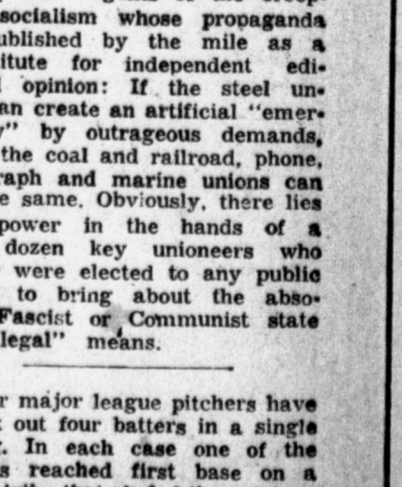 socialism whose propaganda
ublished by the mile as a
itute for independent edi-
opinion: If the steel un-
an create an artificial "emer-
y" by outrageous demands,
the coal and railroad, phone,
raph and marine unions can
e same. Obviously, there lies
power in the hands of a
dozen key unioneers who
were elected to any public
to bring about the abso-
Fascist or Communist state
legal" means.
r major league pitchers have
out four batters in a single
. In each case one of the
s reached first base on a